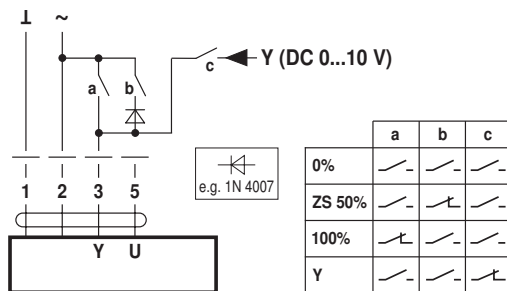 ⊥ ~
a b c Y (DC 0...10 V)
1 2 3 5
Y U
e.g. 1N 4007
a b c
0%
ZS 50%
100%
Y